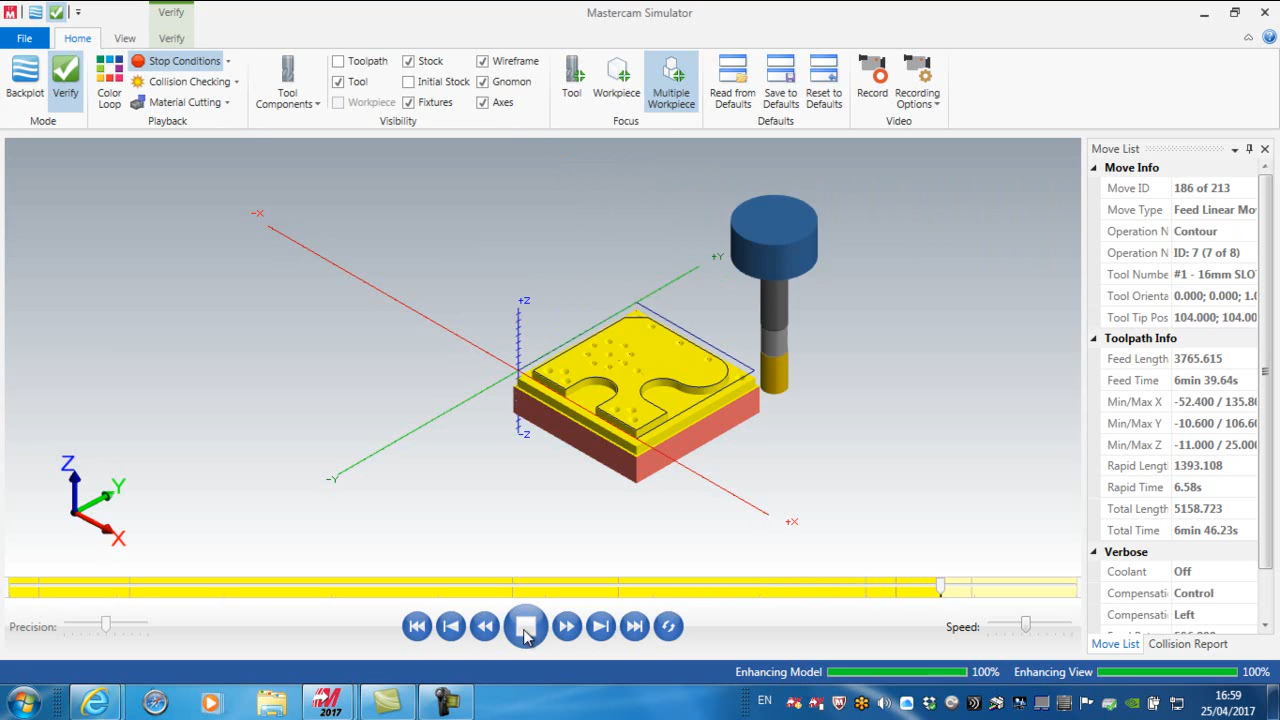 Verify
Mastercam Simulator
File
Home
View
Verify
Backplot
Verify
Mode
Color
Loop
Stop Conditions
Collision Checking
Material Cutting
Playback
Tool
Components
Toolpath
Tool
Workpiece
Stock
Initial Stock
Fixtures
Wireframe
Gnomon
Axes
Visibility
Tool
Workpiece
Multiple
Workpiece
Focus
Read from
Defaults
Save to
Defaults
Reset to
Defaults
Defaults
Record
Recording
Options
Video
-X
+Y
+Z
-Z
-Y
+X
Z
Y
X
Move List
Move Info
Move ID 186 of 213
Move Type Feed Linear Mo
Operation N Contour
Operation N ID: 7 (7 of 8)
Tool Numbe #1 - 16mm SLO
Tool Orienta 0.000; 0.000; 1.0
Tool Tip Pos 104.000; 104.00
Toolpath Info
Feed Length 3765.615
Feed Time 6min 39.64s
Min/Max X -52.400 / 135.80
Min/Max Y -10.600 / 106.60
Min/Max Z -11.000 / 25.000
Rapid Lengt 1393.108
Rapid Time 6.58s
Total Length 5158.723
Total Time 6min 46.23s
Verbose
Coolant Off
Compensati Control
Compensati Left
Precision:
Speed:
Move List
Collision Report
Enhancing Model 100%
Enhancing View 100%
2017
EN
16:59
25/04/2017